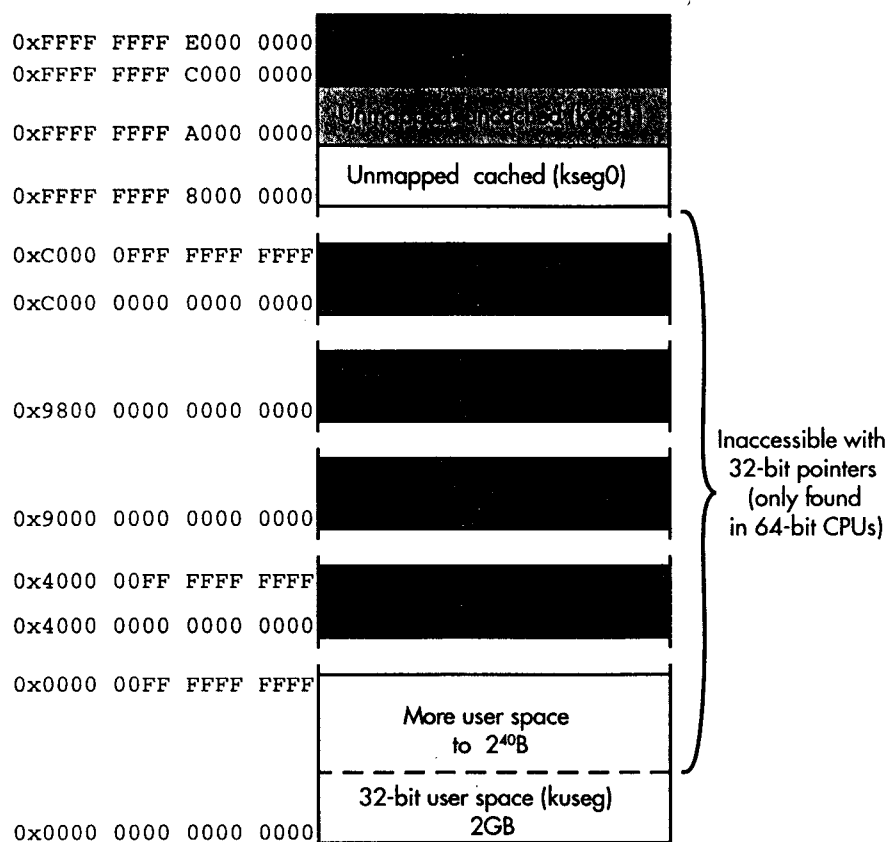 0xFFFF FFFF E000 0000
0xFFFF FFFF C000 0000
Unmapped uncached (kseg1)
0xFFFF FFFF A000 0000
Unmapped cached (kseg0)
0xFFFF FFFF 8000 0000
0xC000 0FFF FFFF FFFF
0xC000 0000 0000 0000
0x9800 0000 0000 0000
Inaccessible with
32-bit pointers
(only found
in 64-bit CPUs)
0x9000 0000 0000 0000
0x4000 00FF FFFF FFFF
0x4000 0000 0000 0000
0x0000 00FF FFFF FFFF
More user space
to 2⁴⁰B
32-bit user space (kuseg)
2GB
0x0000 0000 0000 0000